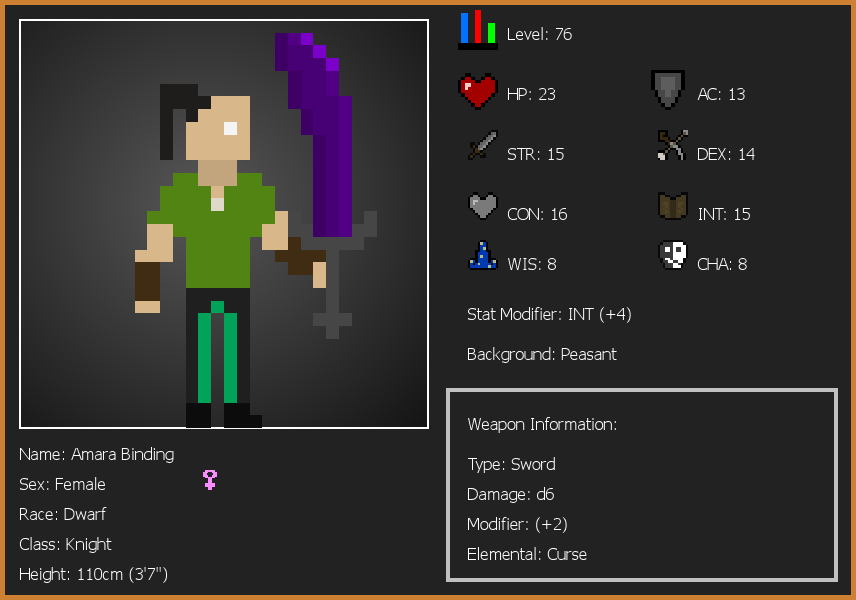 Level: 76
HP: 23
AC: 13
STR: 15
DEX: 14
CON: 16
INT: 15
WIS: 8
CHA: 8
Stat Modifier: INT (+4)
Background: Peasant
Weapon Information:
Type: Sword
Damage: d6
Modifier: (+2)
Elemental: Curse
Name: Amara Binding
Sex: Female
Race: Dwarf
Class: Knight
Height: 110cm (3'7")